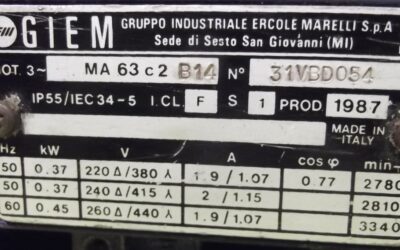 GIEM GRUPPO INDUSTRIALE ERCOLE MARELLI S.p.A
Sede di Sesto San Giovanni (MI)
MOT. 3~ MA 63 c 2 B14 N° 31VBD054
IP55/IEC 34-5 I.CL. F S 1 PROD 1987
MADE IN
ITALY
Hz kW V A cos φ min-
50 0.37 220 Δ/380 λ 1.9/1.07 0.77 2780
50 0.37 240 Δ/415 λ 2 /1.15 2810
60 0.45 260 Δ/440 λ 1.9/1.07 3340